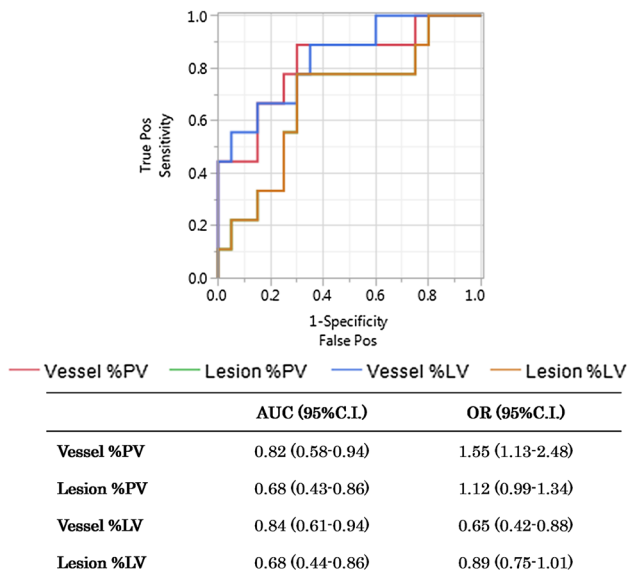 1.0
0.8
0.6
0.4
0.2
0.0
True Pos
Sensitivity
0.0 0.2 0.4 0.6 0.8 1.0
1-Specificity
False Pos
Vessel %PV Lesion %PV Vessel %LV Lesion %LV
AUC (95%C.I.) OR (95%C.I.)
Vessel %PV 0.82 (0.58-0.94) 1.55 (1.13-2.48)
Lesion %PV 0.68 (0.43-0.86) 1.12 (0.99-1.34)
Vessel %LV 0.84 (0.61-0.94) 0.65 (0.42-0.88)
Lesion %LV 0.68 (0.44-0.86) 0.89 (0.75-1.01)